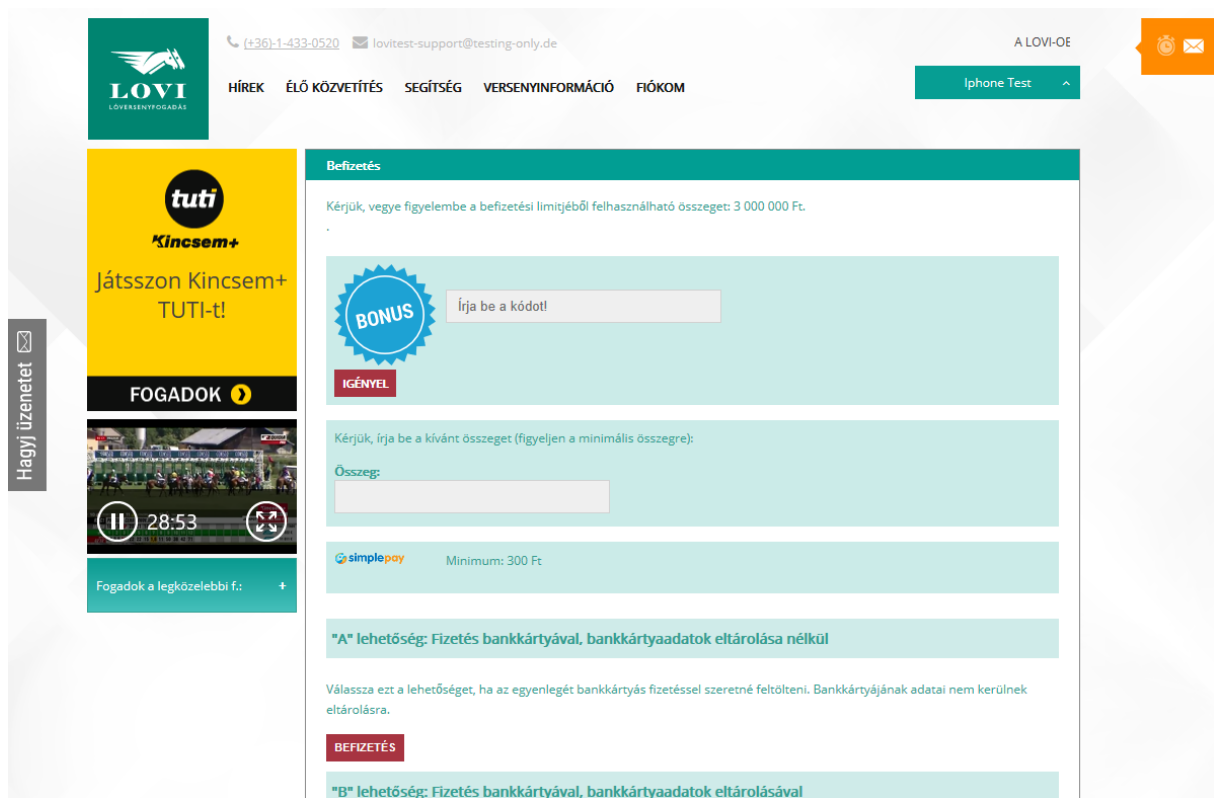 (+36)-1-433-0520 lovitest-support@testing-only.de
A LOVI-OE
LOVI
LÓVERSENYFOGADÁS
HÍREK ÉLŐ KÖZVETÍTÉS SEGÍTSÉG VERSENYINFORMÁCIÓ FIÓKOM
Iphone Test
tuti
Kincsem+
Játsszon Kincsem+
TUTI-t!
FOGADOK
28:53
Fogadok a legközelebbi f.: +
Hagyj üzenetet
Befizetés
Kérjük, vegye figyelembe a befizetési limitjéből felhasználható összeget: 3 000 000 Ft.
.
BONUS
Írja be a kódot!
IGÉNYEL
Kérjük, írja be a kívánt összeget (figyeljen a minimális összegre):
Összeg:
simplepay Minimum: 300 Ft
"A" lehetőség: Fizetés bankkártyával, bankkártyaadatok eltárolása nélkül
Válassza ezt a lehetőséget, ha az egyenlegét bankkártyás fizetéssel szeretné feltölteni. Bankkártyájának adatai nem kerülnek
eltárolásra.
BEFIZETÉS
"B" lehetőség: Fizetés bankkártyával, bankkártyaadatok eltárolásával